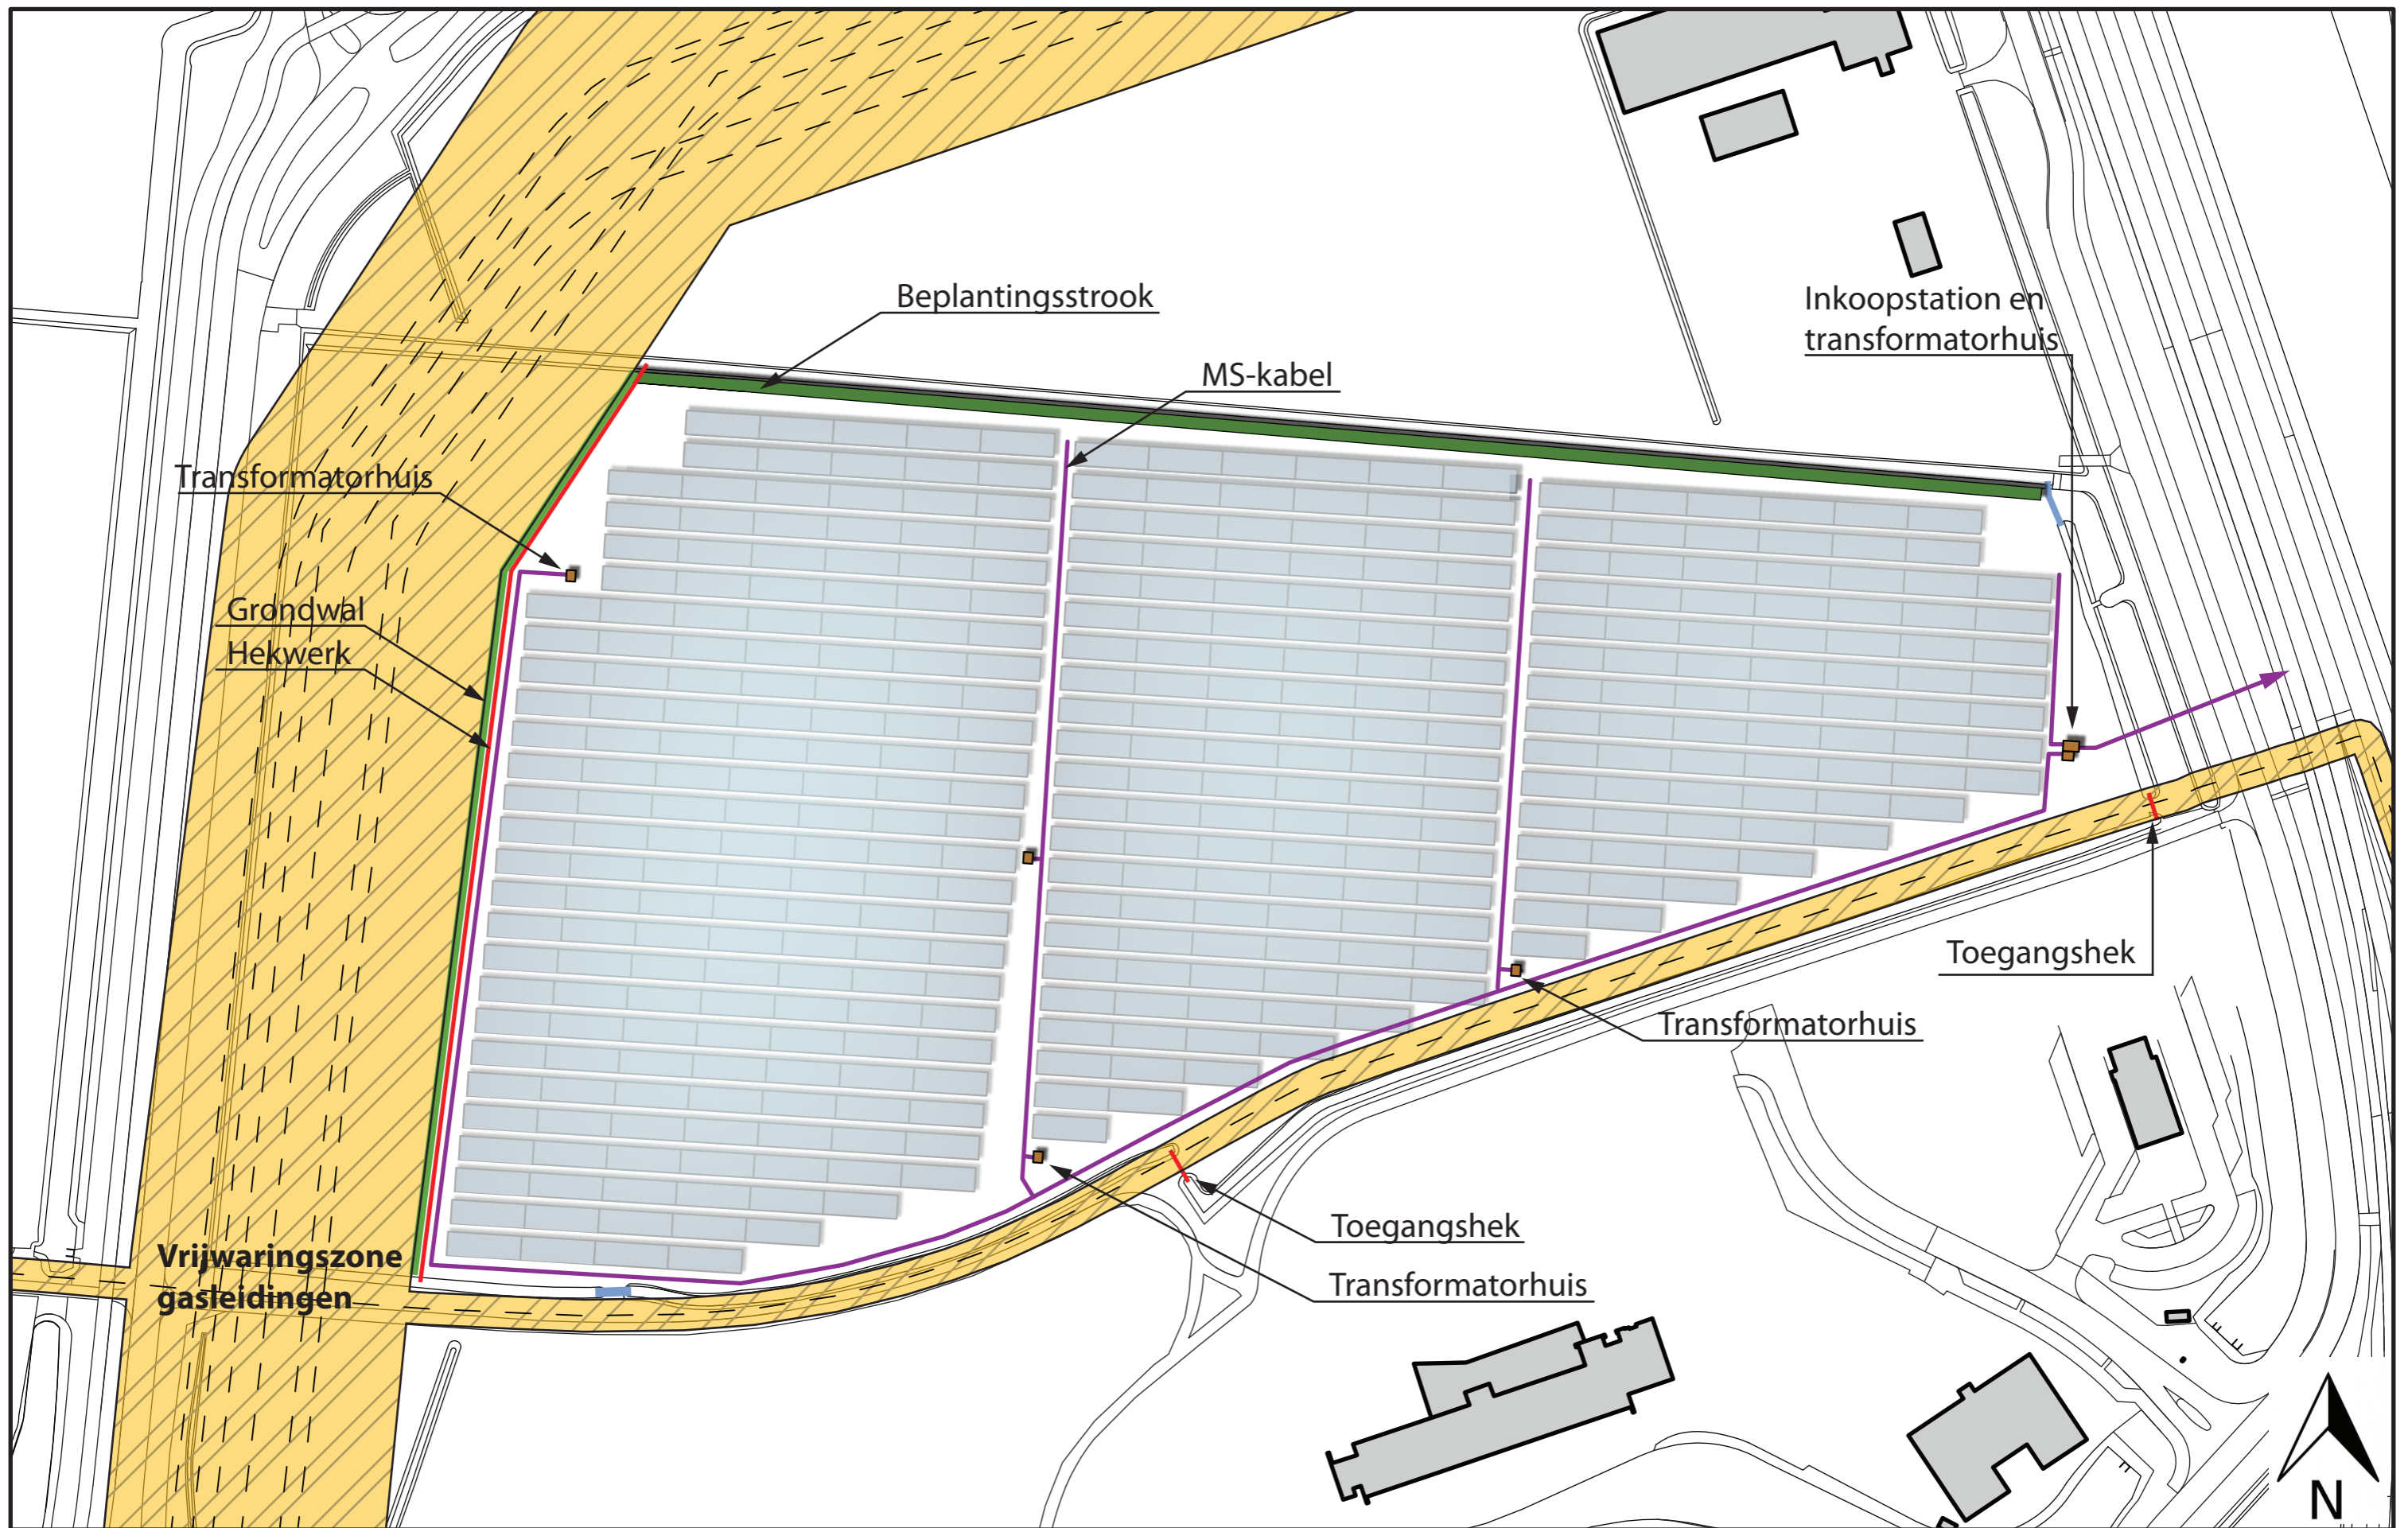 Beplantingsstrook
Inkoopstation en
transformatorhuis
MS-kabel
Transformatorhuis
Grondwal
Hekwerk
Toegangshek
Transformatorhuis
Toegangshek
Vrijwaringszone
gasleidingen
Transformatorhuis
N